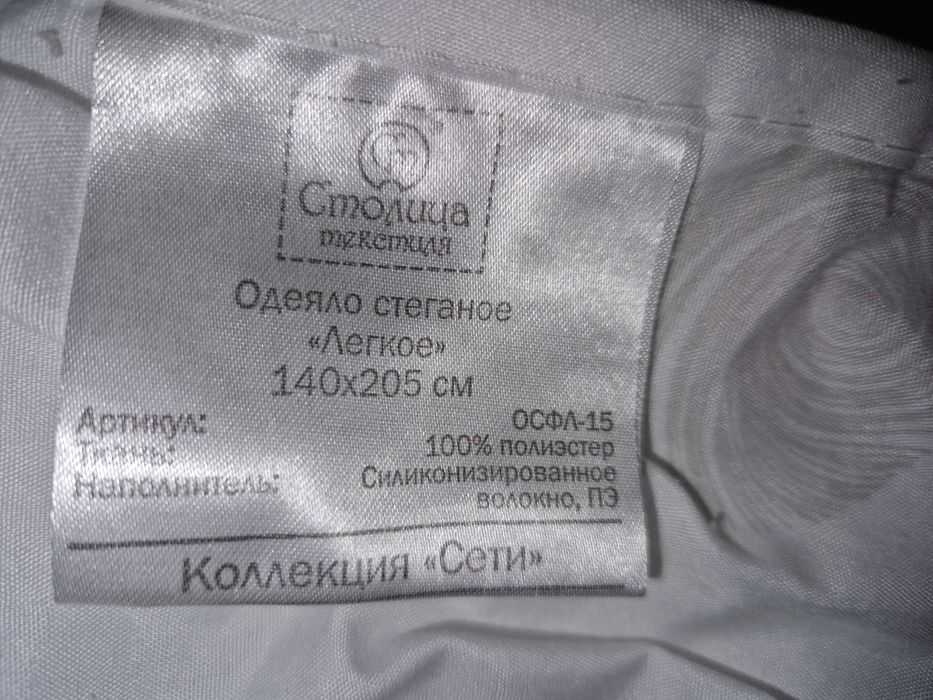 Столица
текстиля
Одеяло стеганое
«Легкое»
140x205 см
Артикул: ОСФЛ-15
Ткань: 100% полиэстер
Наполнитель: Силиконизированное
волокно, ПЭ
Коллекция «Сети»